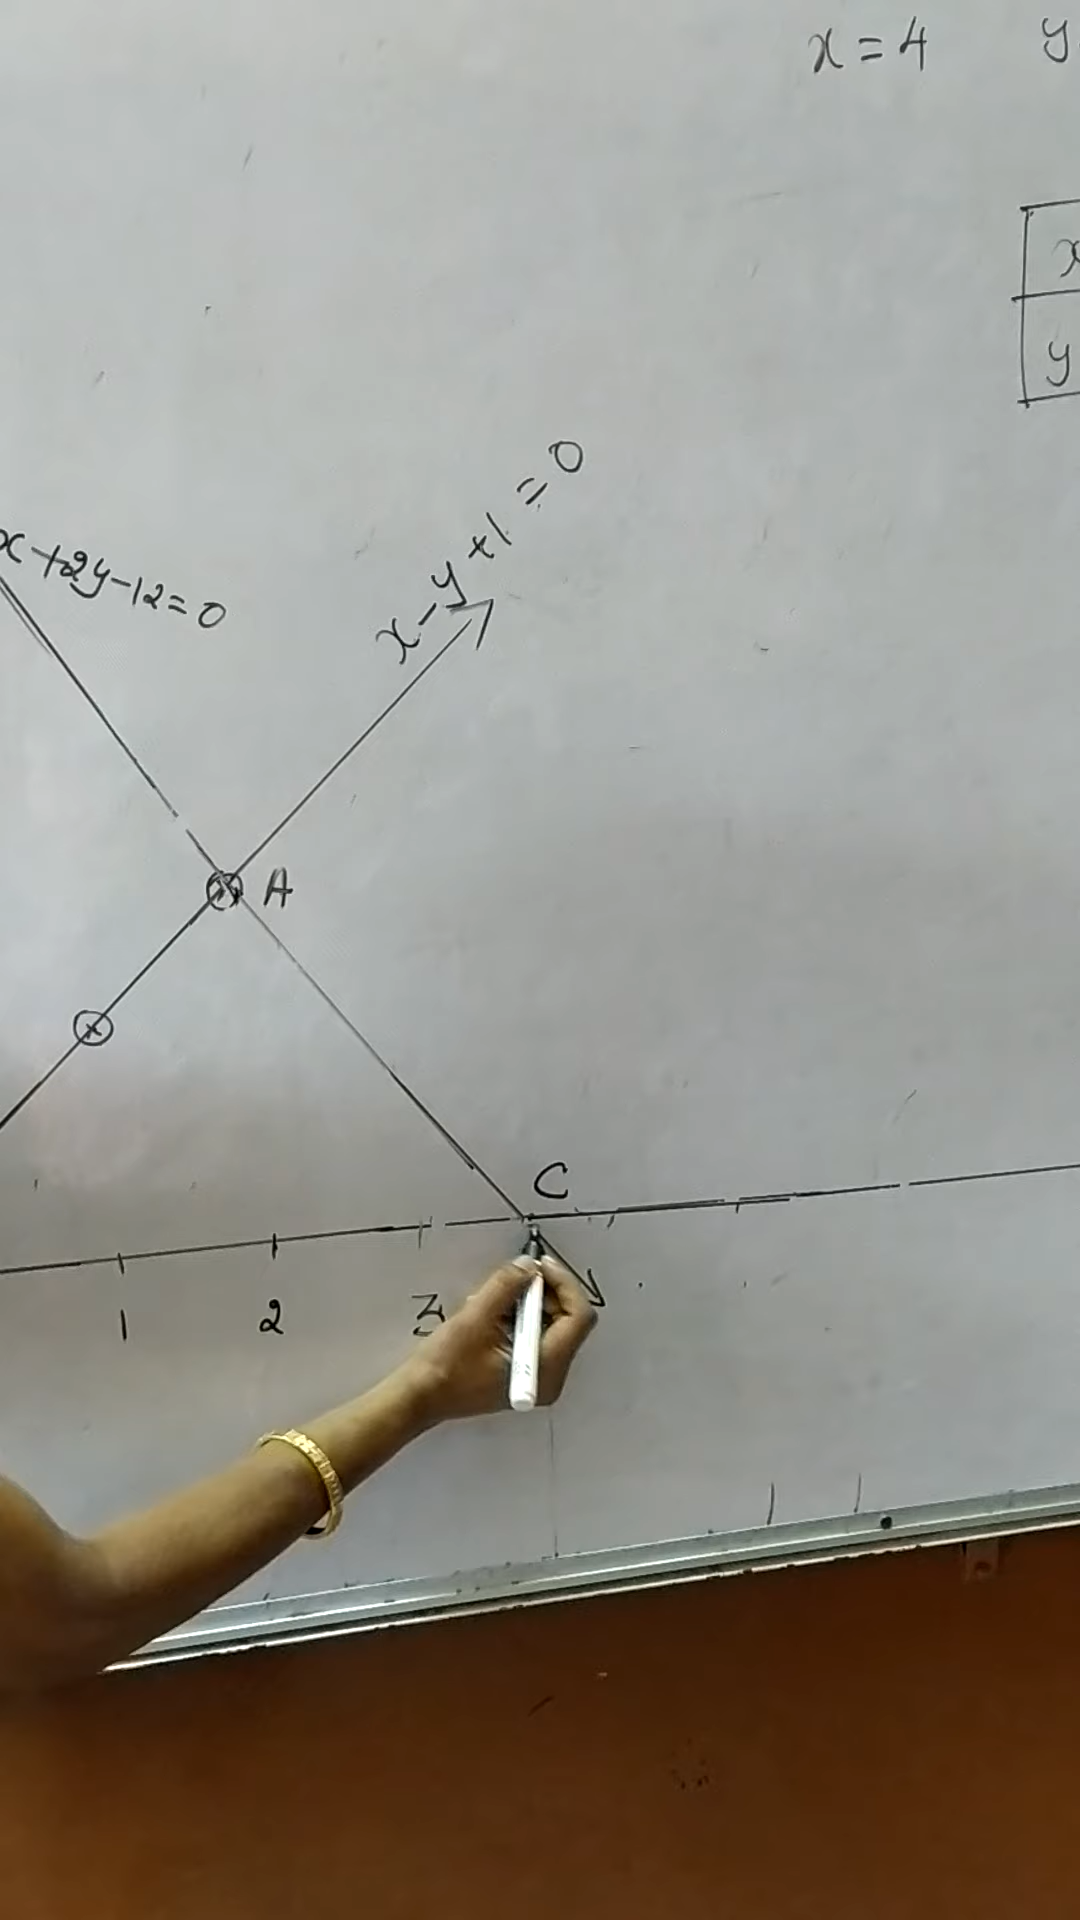 x = 4 y
x
y
x - y + 1 = 0
x + 2y - 12 = 0
A
C
1 2 3